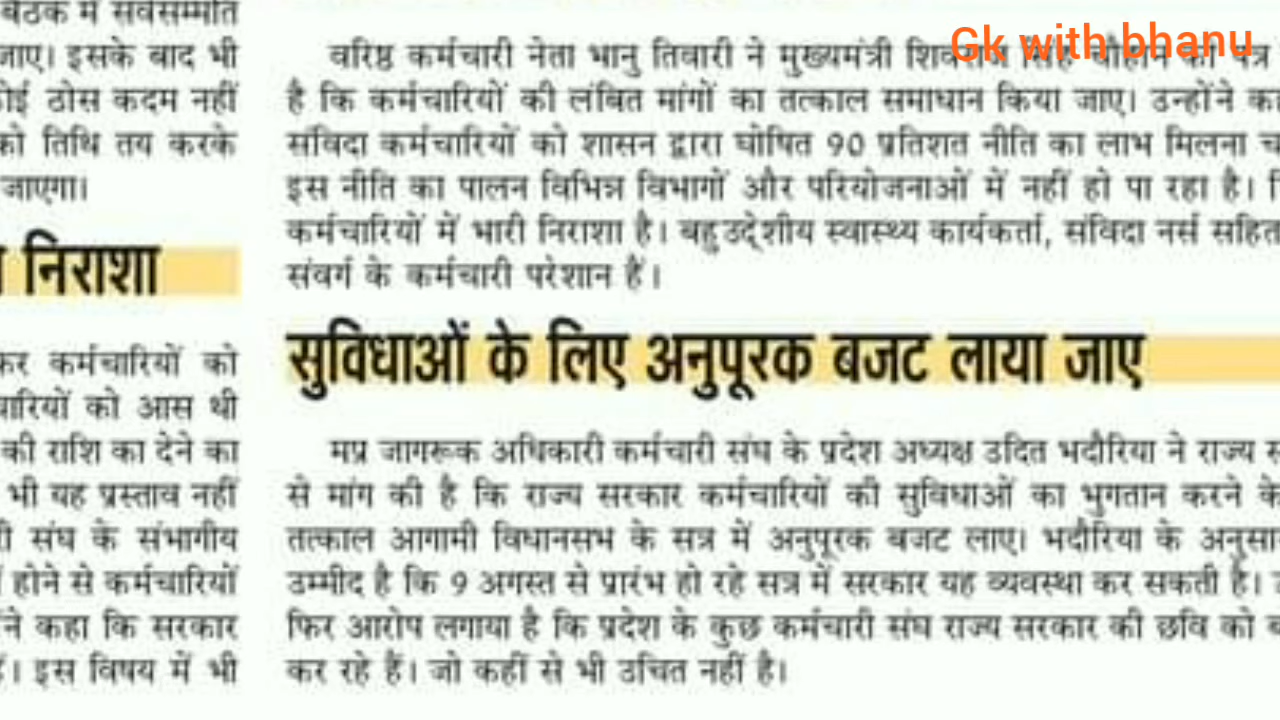 बैठक में सर्वसम्मति
जाए। इसके बाद भी
ठोस कदम नहीं
को तिथि तय करके
जाएगा।
निराशा
कर्मचारियों को
को आस थी
की राशि का देने का
भी यह प्रस्ताव नहीं
संघ के संभागीय
होने से कर्मचारियों
ने कहा कि सरकार
इस विषय में भी
Gk with bhanu
वरिष्ठ कर्मचारी नेता भानु तिवारी ने मुख्यमंत्री शिवराज सिंह चौहान को पत्र
है कि कर्मचारियों की लंबित मांगों का तत्काल समाधान किया जाए। उन्होंने
संविदा कर्मचारियों को शासन द्वारा घोषित 90 प्रतिशत नीति का लाभ मिलना
इस नीति का पालन विभिन्न विभागों और परियोजनाओं में नहीं हो पा रहा है।
कर्मचारियों में भारी निराशा है। बहुउद्देशीय स्वास्थ्य कार्यकर्ता, संविदा नर्स सहित
संवर्ग के कर्मचारी परेशान हैं।
सुविधाओं के लिए अनुपूरक बजट लाया जाए
मप्र जागरूक अधिकारी कर्मचारी संघ के प्रदेश अध्यक्ष उदित भदौरिया ने राज्य
से मांग की है कि राज्य सरकार कर्मचारियों की सुविधाओं का भुगतान करने के
तत्काल आगामी विधानसभ के सत्र में अनुपूरक बजट लाए। भदौरिया के
उम्मीद है कि 9 अगस्त से प्रारंभ हो रहे सत्र में सरकार यह व्यवस्था कर सकती है।
फिर आरोप लगाया है कि प्रदेश के कुछ कर्मचारी संघ राज्य सरकार की छवि को
कर रहे हैं। जो कहीं से भी उचित नहीं है।